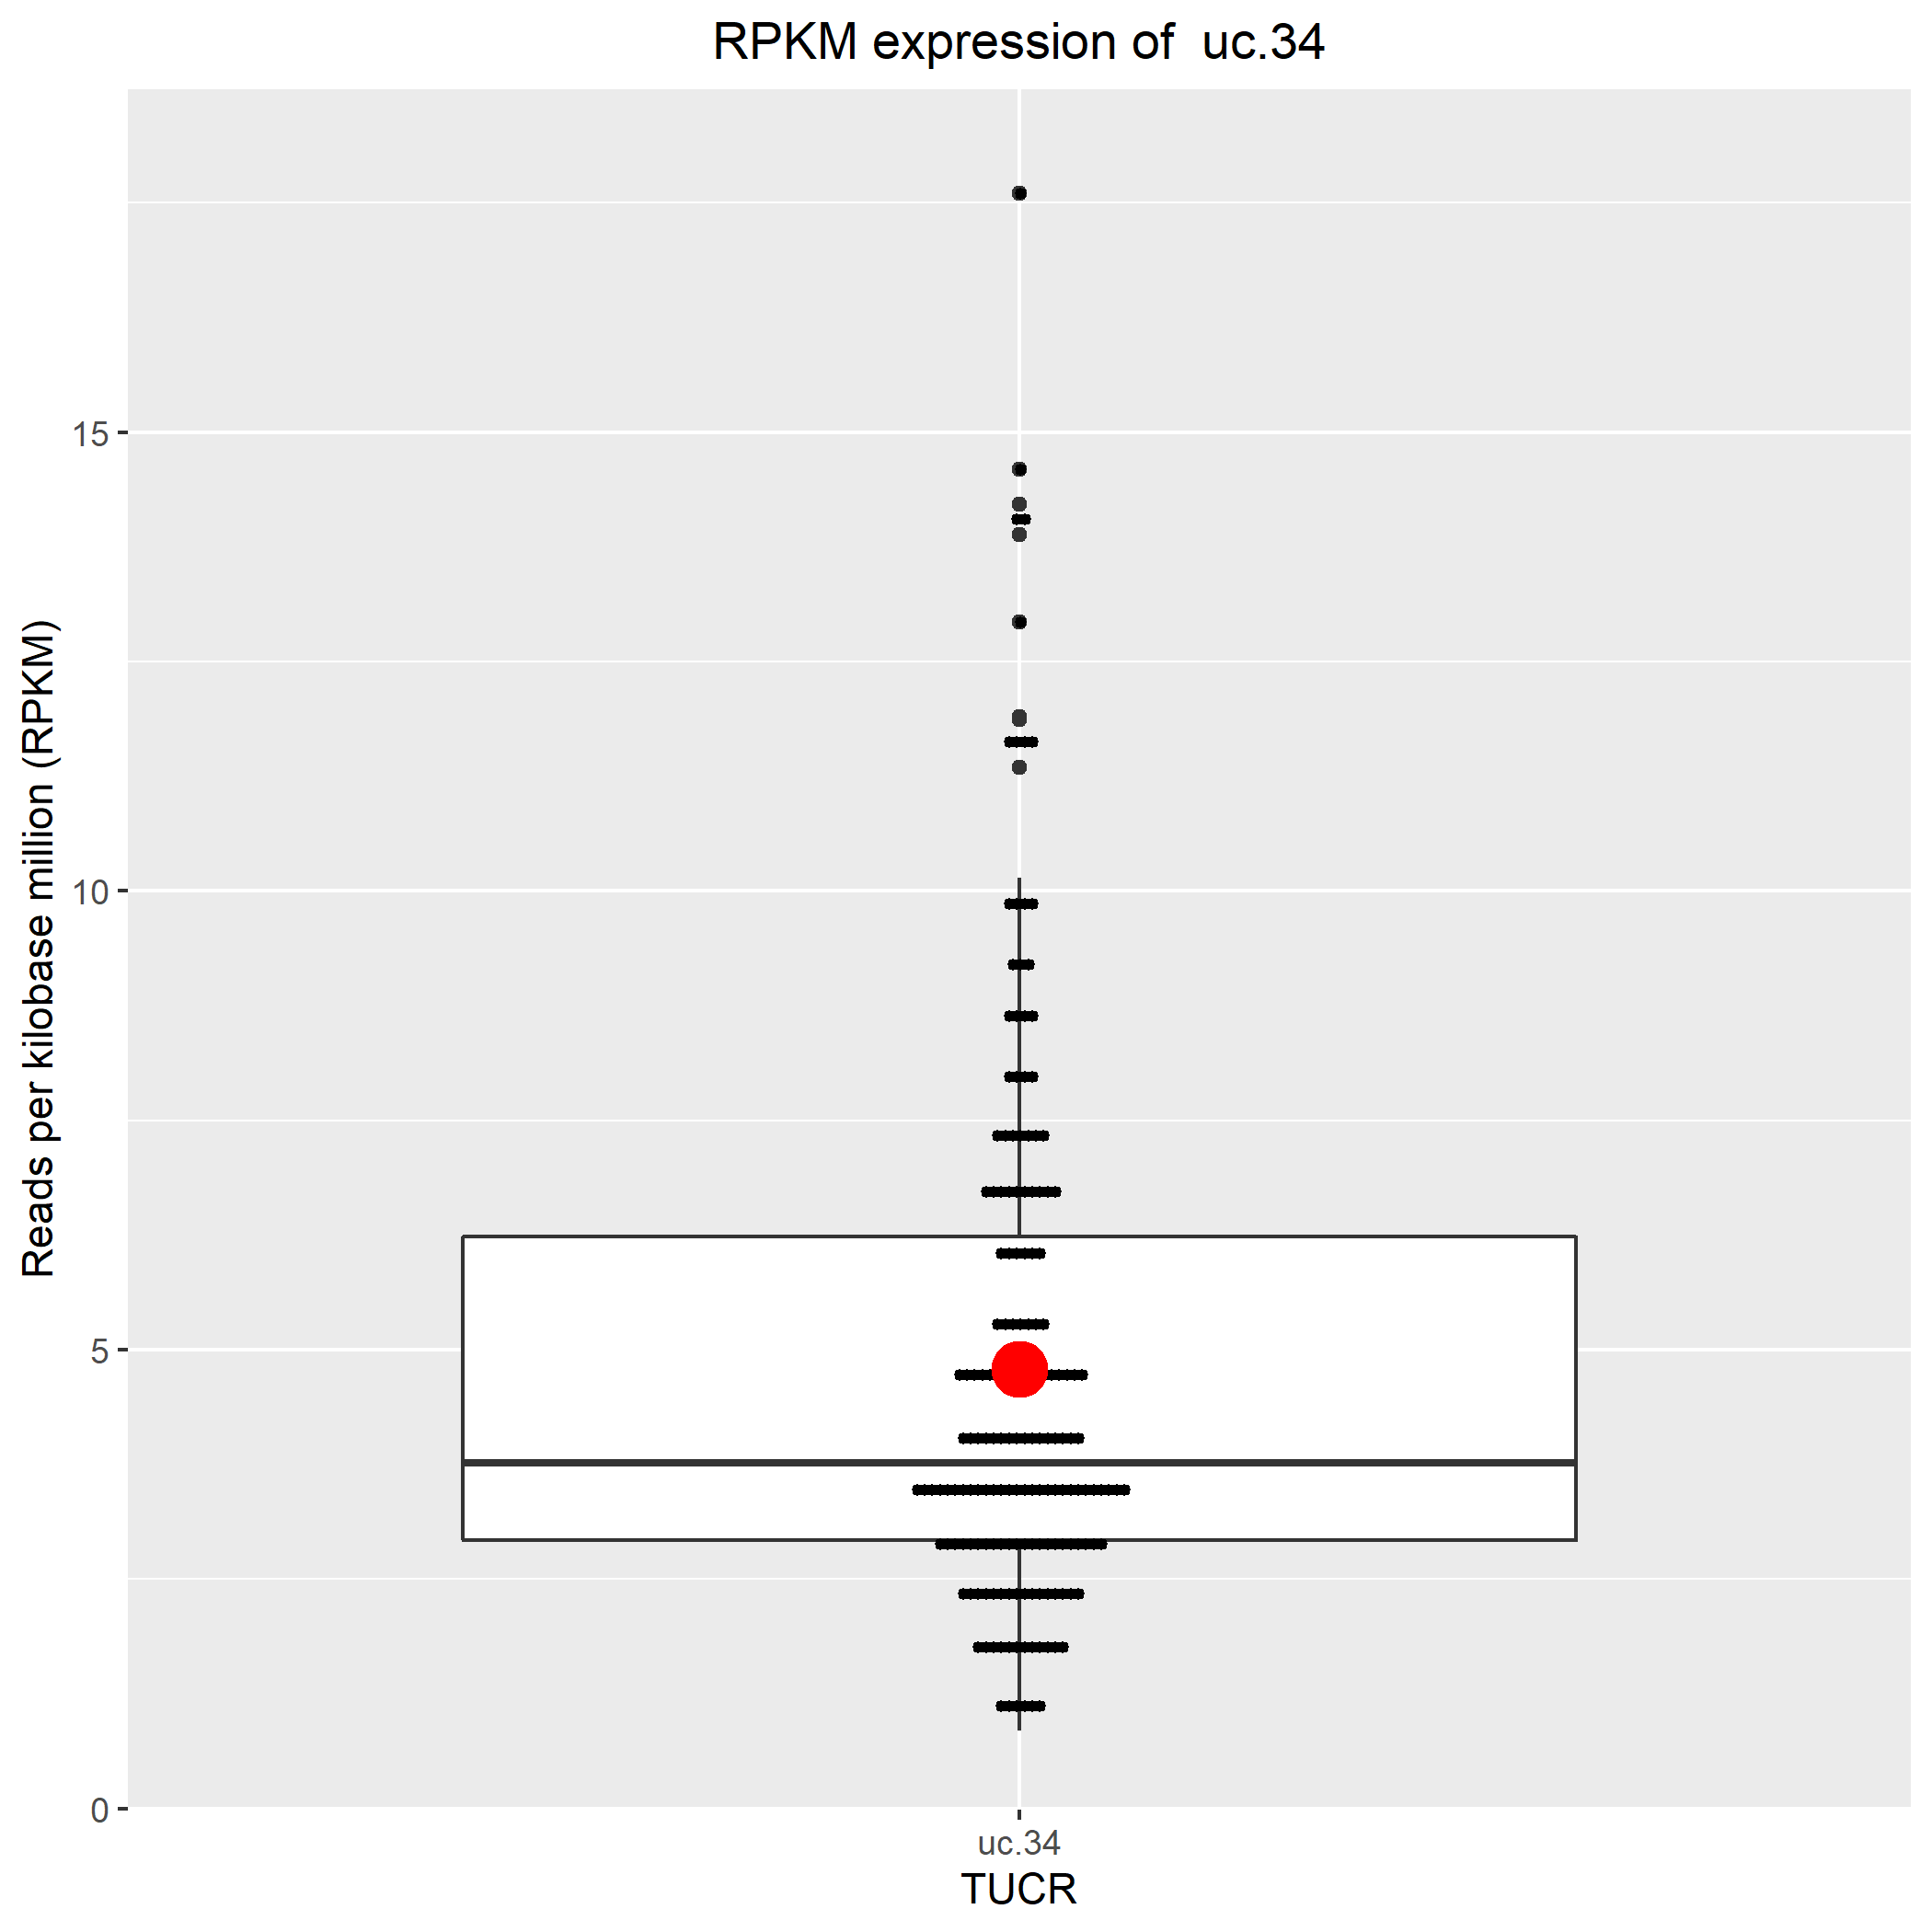 RPKM expression of  uc.34
Reads per kilobase million (RPKM)
15
10
5
0
uc.34
TUCR